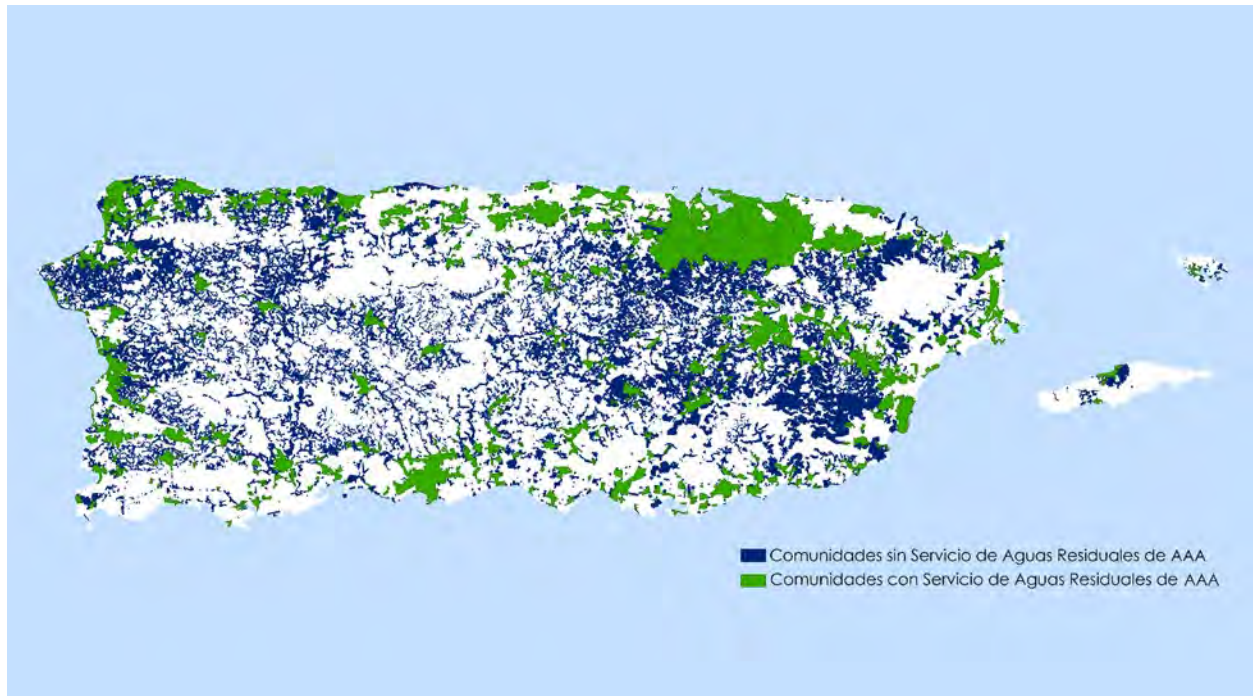 Comunidades sin Servicio de Aguas Residuales de AAA
Comunidades con Servicio de Aguas Residuales de AAA